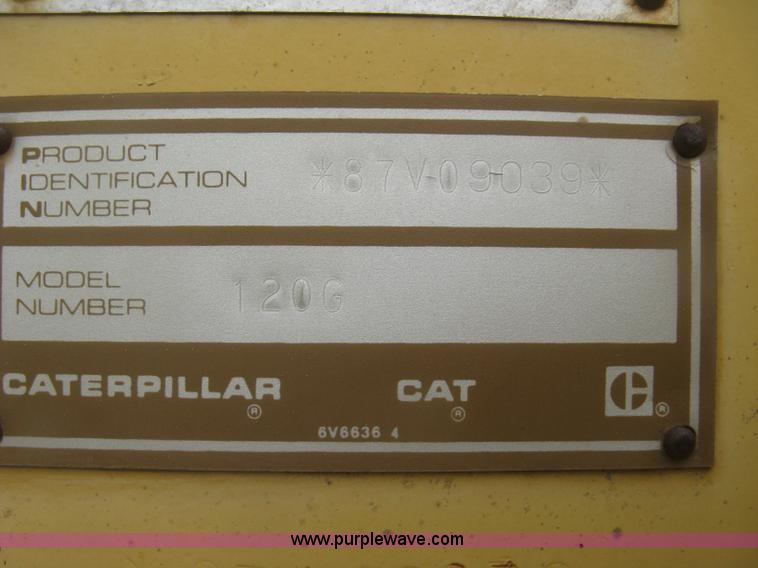 PRODUCT
IDENTIFICATION
NUMBER
*87V09039*
MODEL
NUMBER
120G
CATERPILLAR ®
CAT ®
C ®
6V6636 4
www.purplewave.com